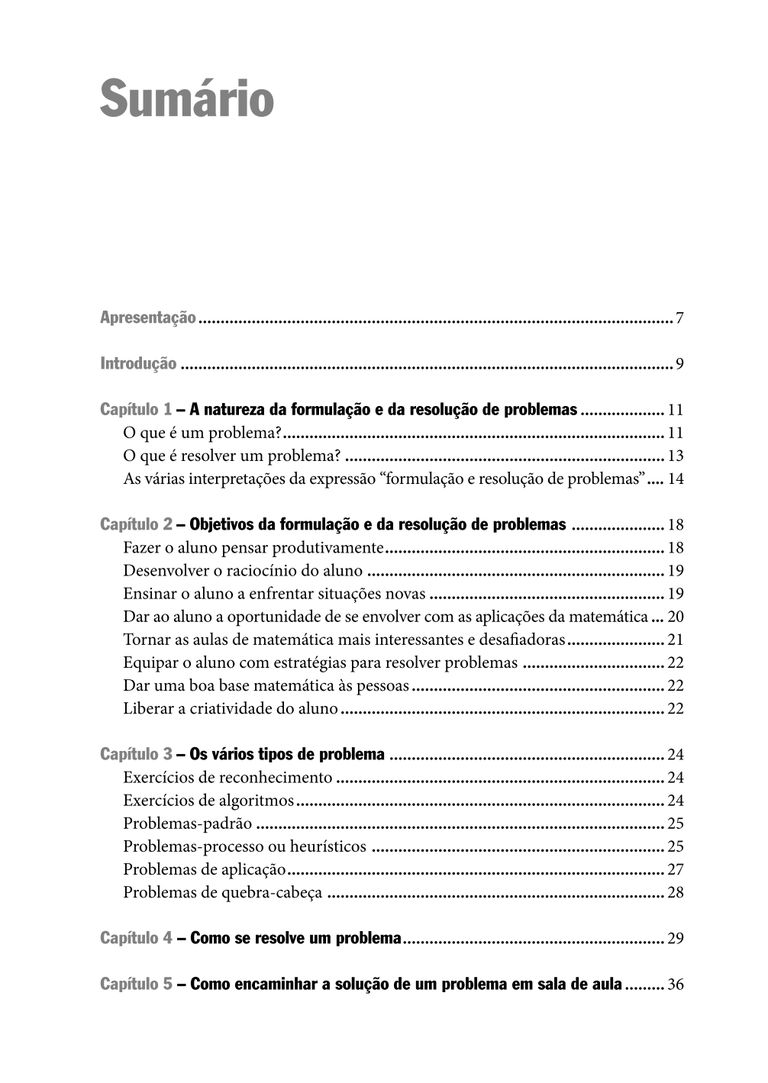 Sumário
Apresentação........................................................................................................... 7
Introdução ............................................................................................................... 9
Capítulo 1 – A natureza da formulação e da resolução de problemas ................... 11
O que é um problema?...................................................................................... 11
O que é resolver um problema? ........................................................................ 13
As várias interpretações da expressão “formulação e resolução de problemas”.... 14
Capítulo 2 – Objetivos da formulação e da resolução de problemas ..................... 18
Fazer o aluno pensar produtivamente............................................................... 18
Desenvolver o raciocínio do aluno ................................................................... 19
Ensinar o aluno a enfrentar situações novas ..................................................... 19
Dar ao aluno a oportunidade de se envolver com as aplicações da matemática ... 20
Tornar as aulas de matemática mais interessantes e desafiadoras...................... 21
Equipar o aluno com estratégias para resolver problemas ................................ 22
Dar uma boa base matemática às pessoas......................................................... 22
Liberar a criatividade do aluno......................................................................... 22
Capítulo 3 – Os vários tipos de problema .............................................................. 24
Exercícios de reconhecimento .......................................................................... 24
Exercícios de algoritmos................................................................................... 24
Problemas-padrão ............................................................................................ 25
Problemas-processo ou heurísticos .................................................................. 25
Problemas de aplicação..................................................................................... 27
Problemas de quebra-cabeça ............................................................................ 28
Capítulo 4 – Como se resolve um problema........................................................... 29
Capítulo 5 – Como encaminhar a solução de um problema em sala de aula ......... 36